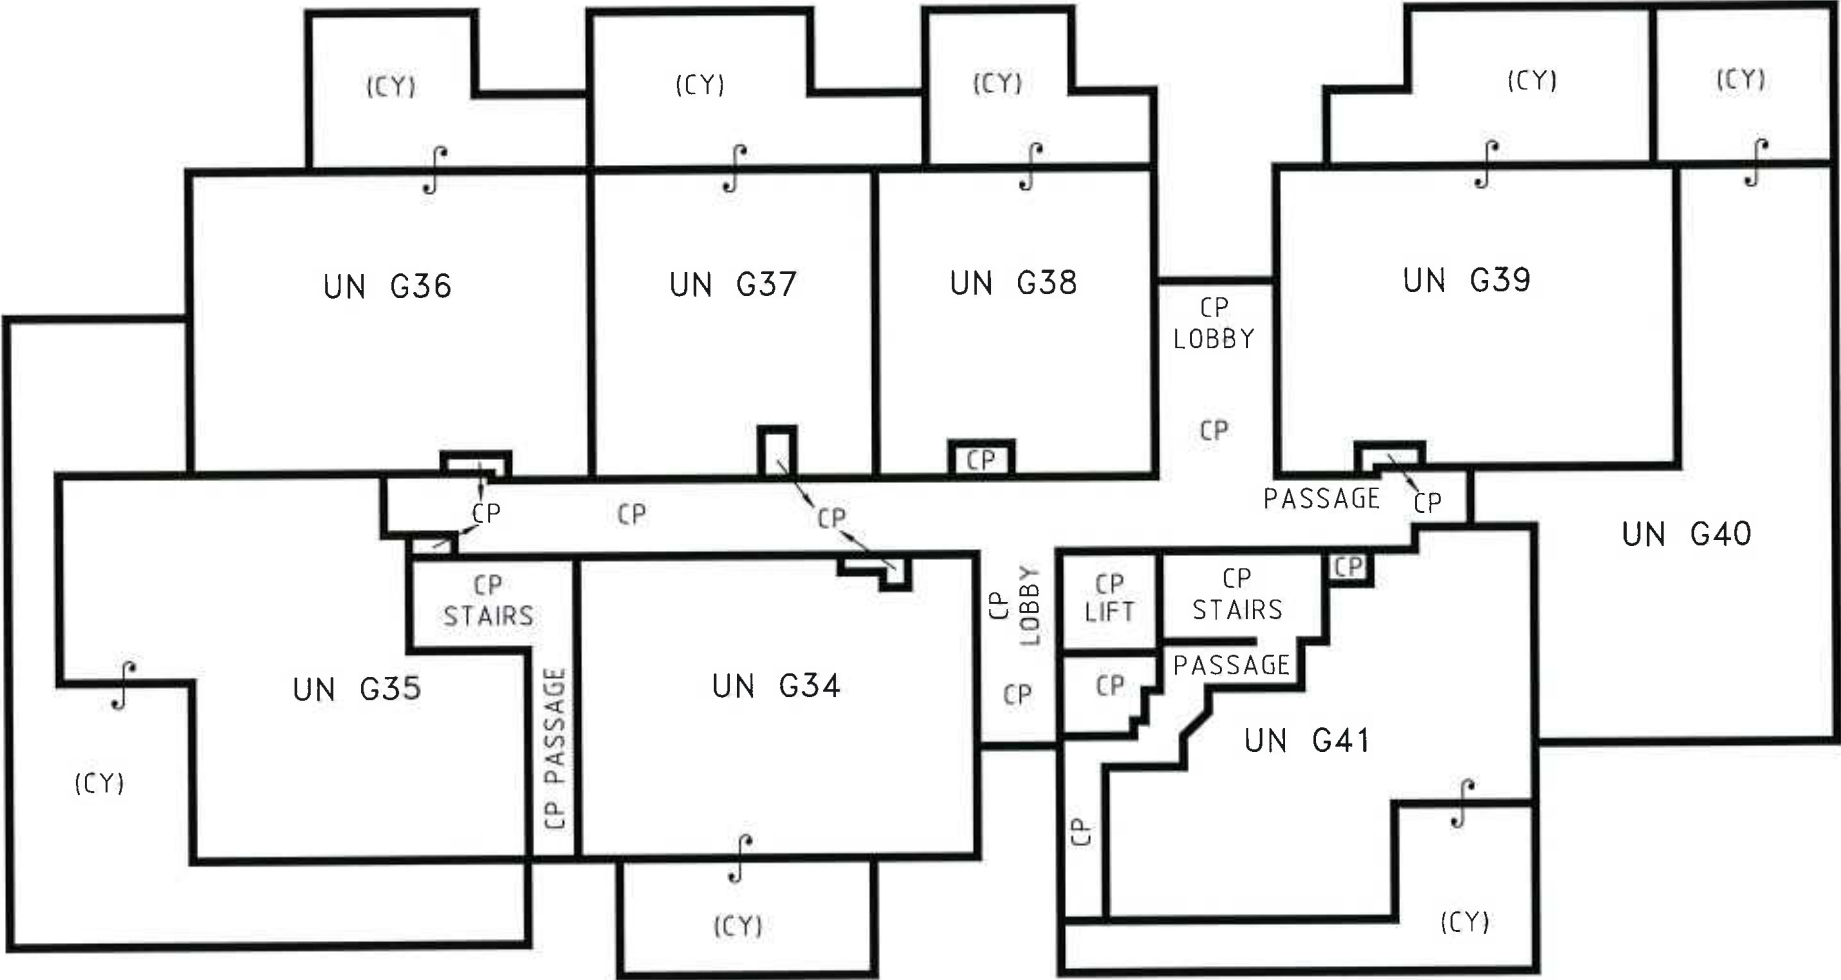 (CY)
(CY)
(CY)
(CY)
(CY)
UN G36
UN G37
UN G38
UN G39
CP
LOBBY
CP
CP
PASSAGE
CP
CP
CP
CP
UN G40
CP
STAIRS
CP
LOBBY
CP
LIFT
CP
STAIRS
CP
PASSAGE
UN G35
CP PASSAGE
UN G34
CP
CP
UN G41
(CY)
CP
(CY)
(CY)